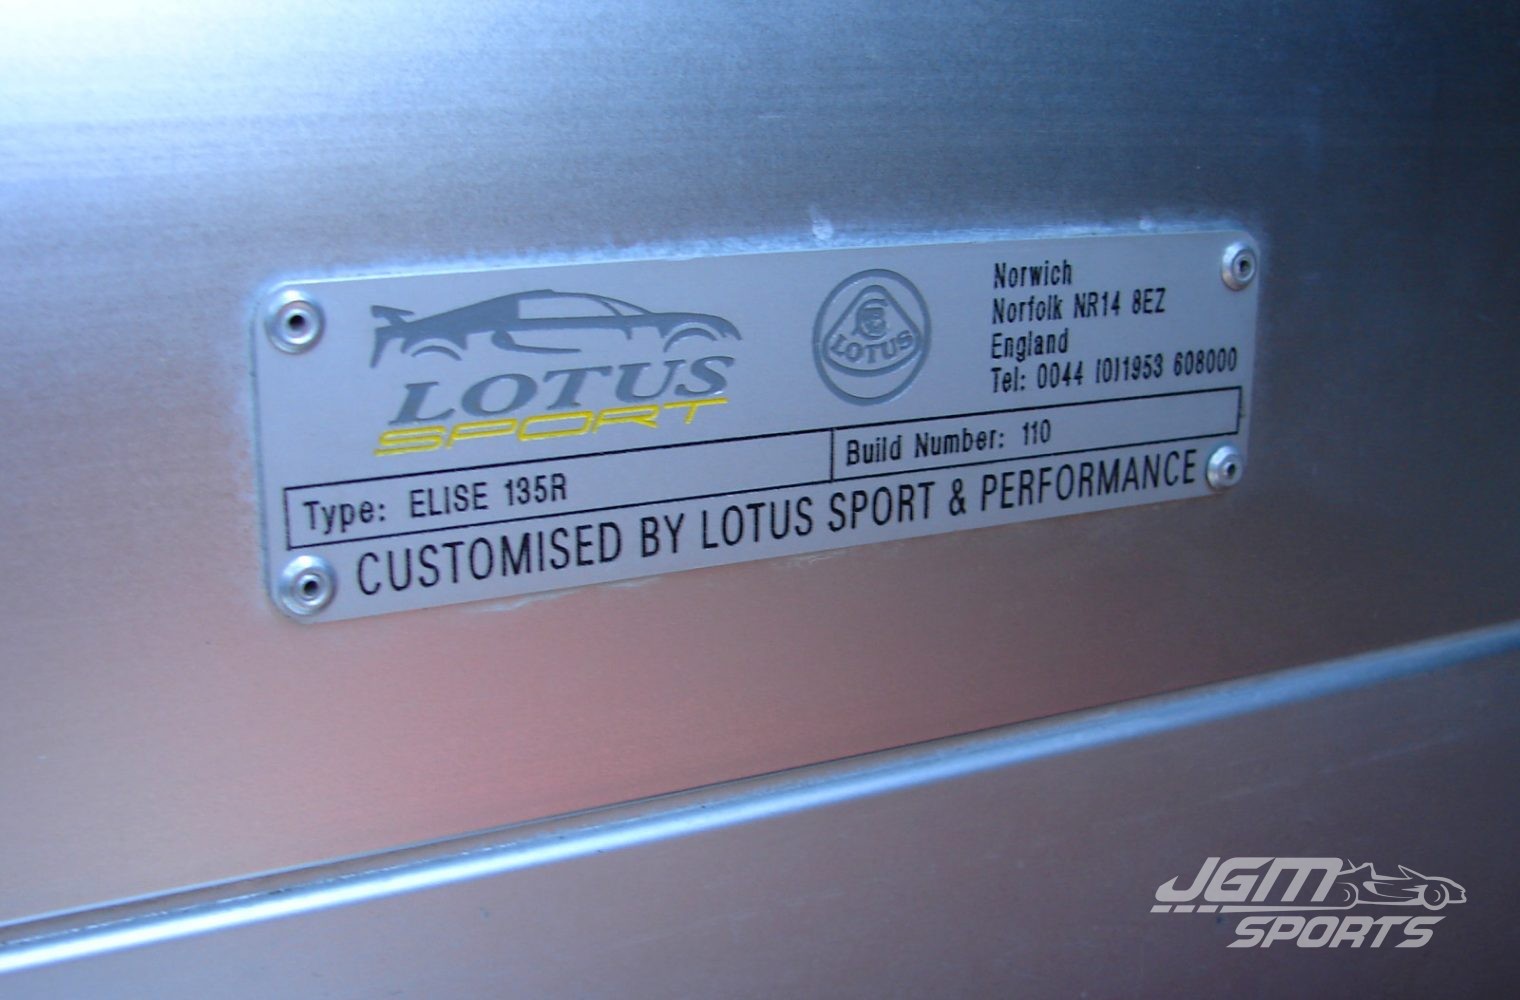 LOTUS
SPORT
LOTUS
Norwich
Norfolk NR14 8EZ
England
Tel: 0044 (0)1953 608000
Type: ELISE 135R
Build Number: 110
CUSTOMISED BY LOTUS SPORT & PERFORMANCE
JGM
SPORTS